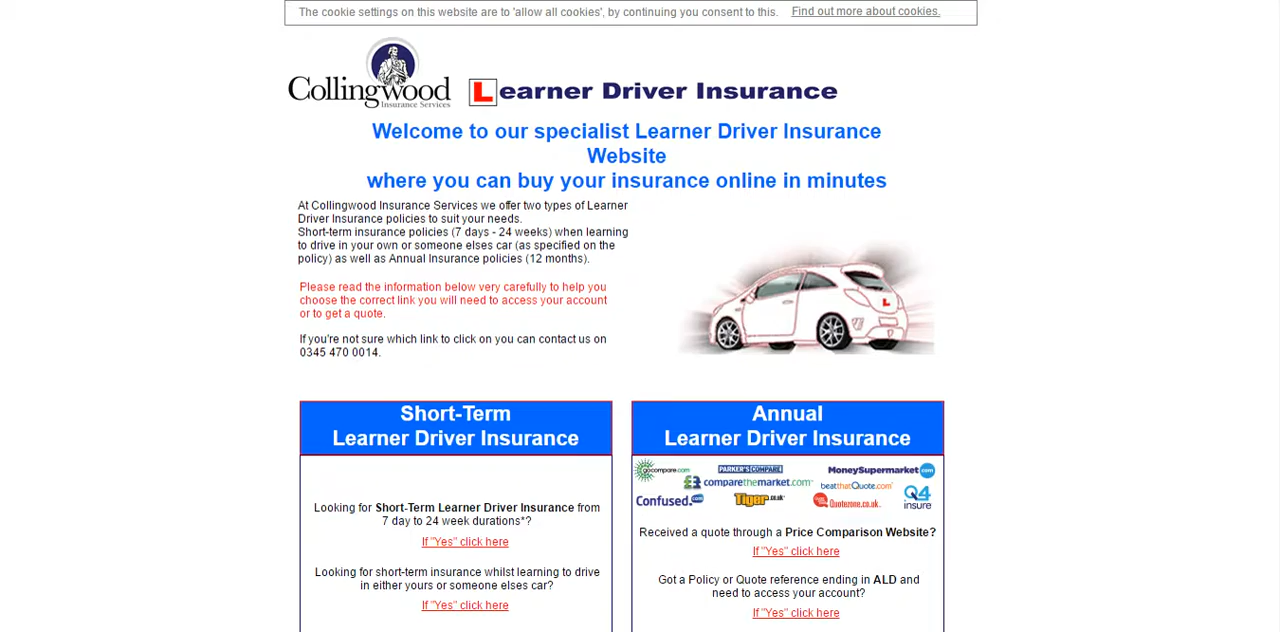 The cookie settings on this website are to 'allow all cookies', by continuing you consent to this. Find out more about cookies.
Collingwood
Insurance Services
Learner Driver Insurance
Welcome to our specialist Learner Driver Insurance
Website
where you can buy your insurance online in minutes
At Collingwood Insurance Services we offer two types of Learner
Driver Insurance policies to suit your needs.
Short-term insurance policies (7 days - 24 weeks) when learning
to drive in your own or someone elses car (as specified on the
policy) as well as Annual Insurance policies (12 months).
Please read the information below very carefully to help you
choose the correct link you will need to access your account
or to get a quote.
If you're not sure which link to click on you can contact us on
0345 470 0014.
L
Short-Term
Learner Driver Insurance
Looking for Short-Term Learner Driver Insurance from
7 day to 24 week durations*?
If "Yes" click here
Looking for short-term insurance whilst learning to drive
in either yours or someone elses car?
If "Yes" click here
Annual
Learner Driver Insurance
gocompare.com PARKER'S COMPARE MoneySupermarket.com
comparethemarket.com beatthatQuote.com
Confused.com Tiger.co.uk Quotezone.co.uk Q4
insure
Received a quote through a Price Comparison Website?
If "Yes" click here
Got a Policy or Quote reference ending in ALD and
need to access your account?
If "Yes" click here